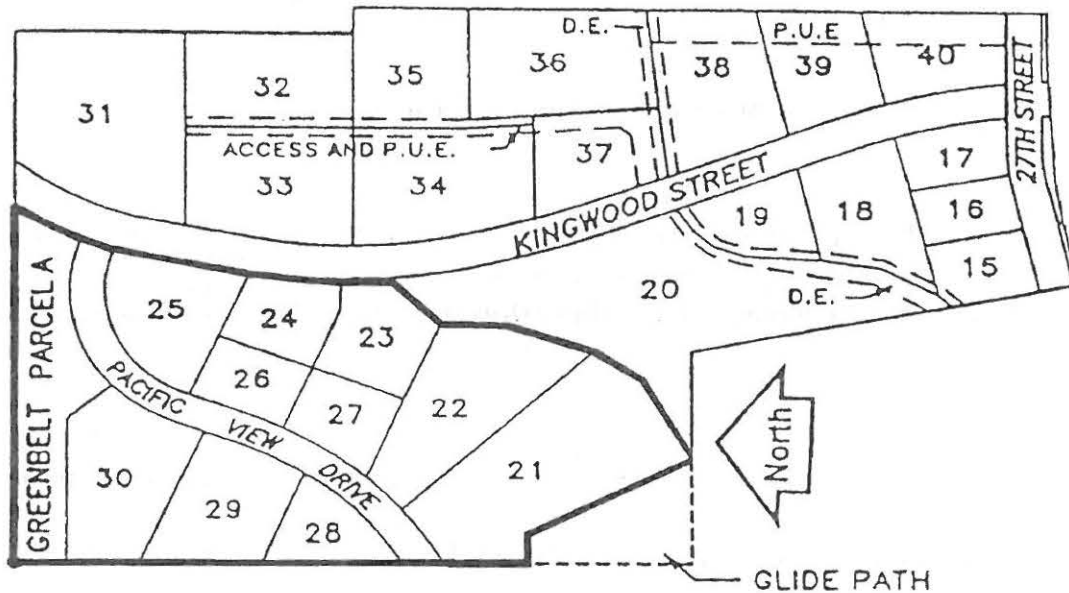 D.E.
P.U.E
31
32
35
36
38
39
40
27TH STREET
ACCESS AND P.U.E.
37
33
34
17
KINGWOOD STREET
19
18
16
15
20
D.E.
GREENBELT PARCEL A
25
24
23
26
27
22
PACIFIC VIEW DRIVE
21
30
29
28
North
GLIDE PATH